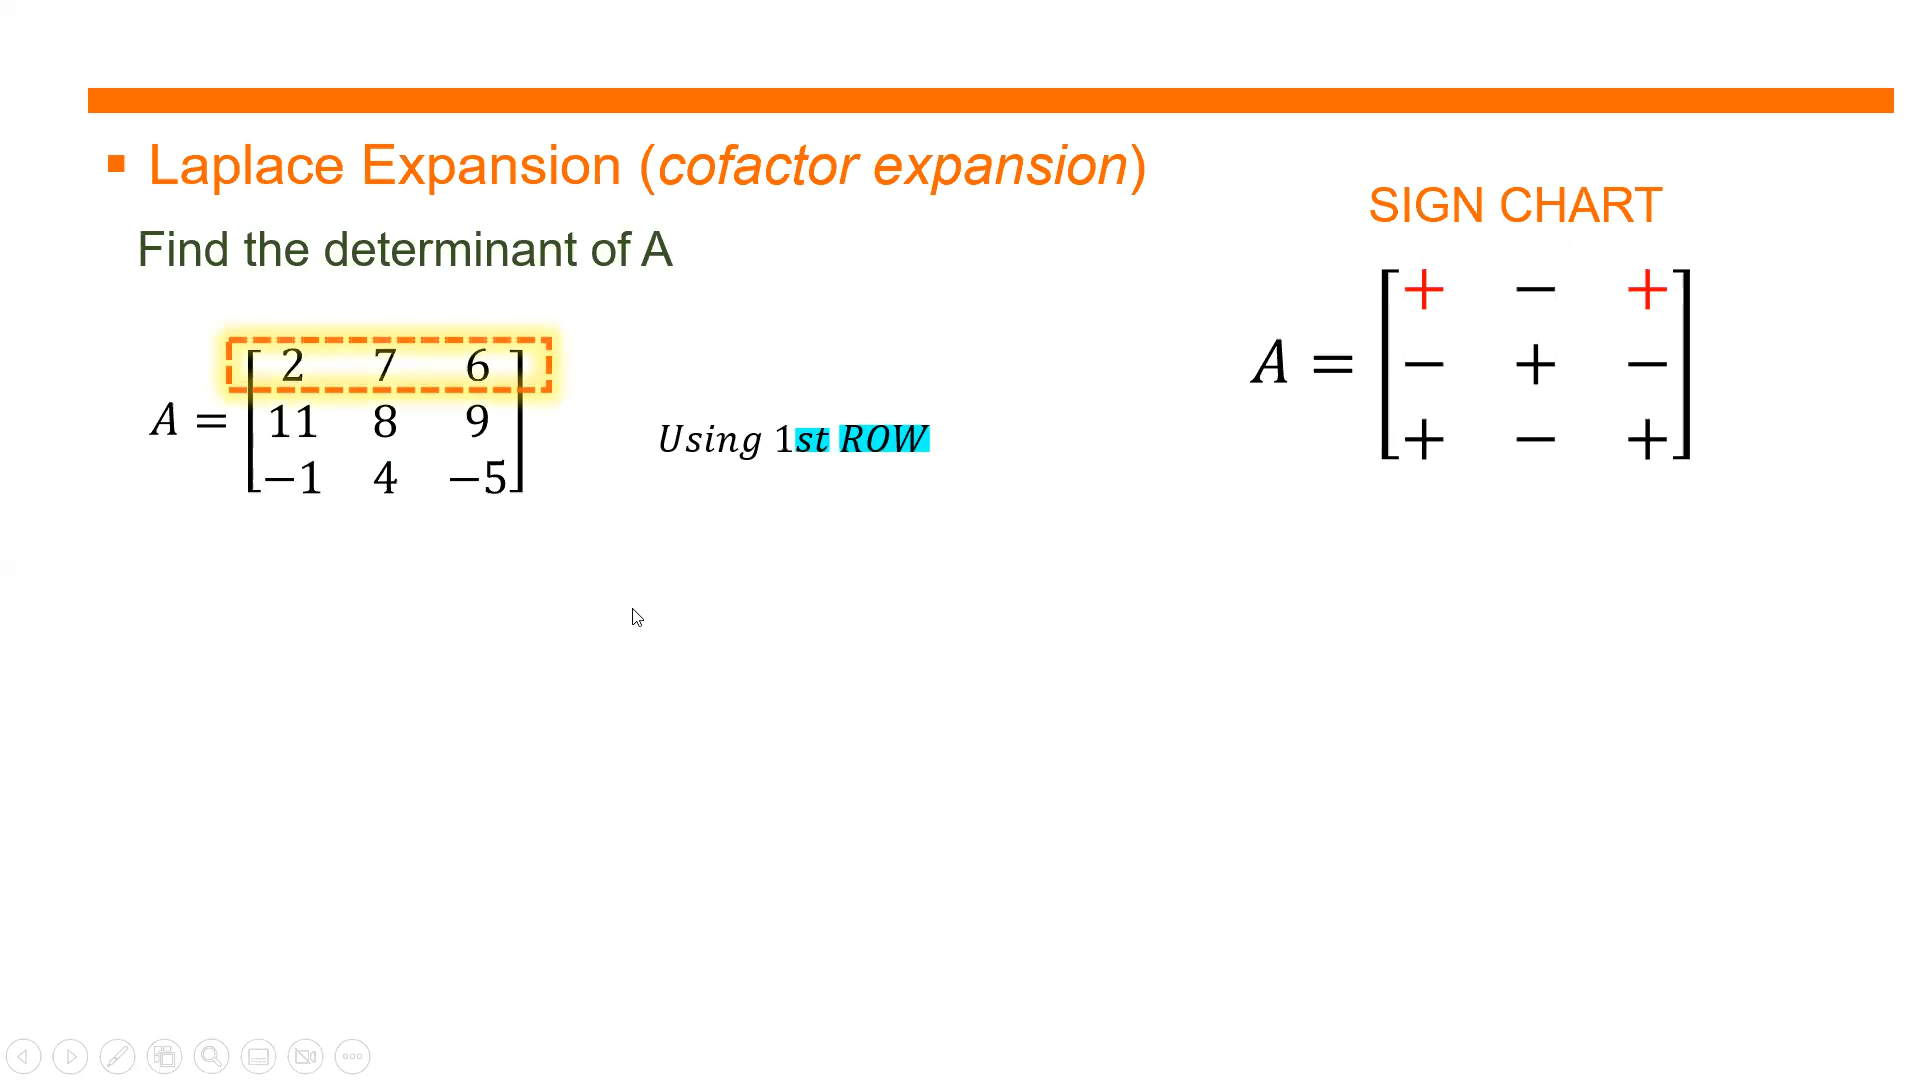 ▪ Laplace Expansion (cofactor expansion)
Find the determinant of A
A = [2 7 6
11 8 9
−1 4 −5]
Using 1st ROW
SIGN CHART
A = [+ − +
− + −
+ − +]